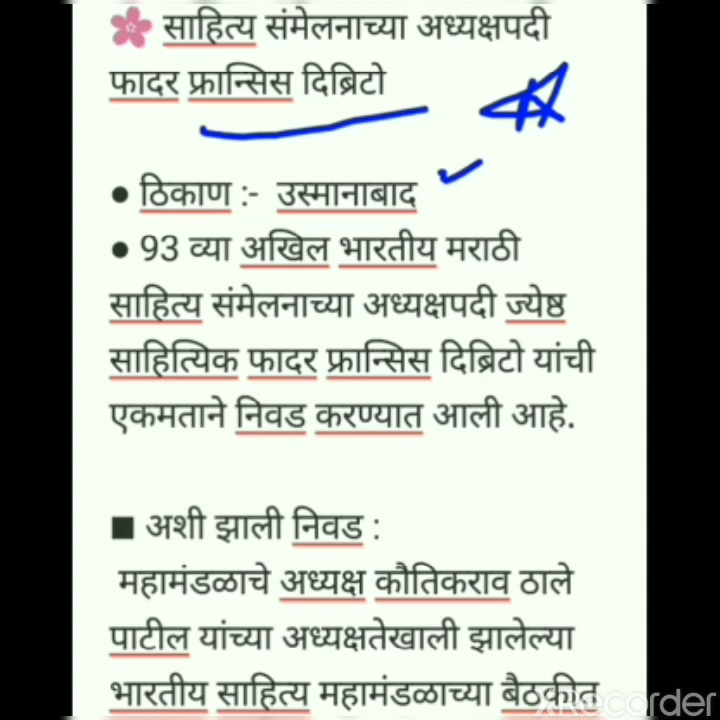 साहित्य संमेलनाच्या अध्यक्षपदी
फादर फ्रान्सिस दिब्रिटो
● ठिकाण :- उस्मानाबाद
● 93 व्या अखिल भारतीय मराठी
साहित्य संमेलनाच्या अध्यक्षपदी ज्येष्ठ
साहित्यिक फादर फ्रान्सिस दिब्रिटो यांची
एकमताने निवड करण्यात आली आहे.
■ अशी झाली निवड :
महामंडळाचे अध्यक्ष कौतिकराव ठाले
पाटील यांच्या अध्यक्षतेखाली झालेल्या
भारतीय साहित्य महामंडळाच्या बैठकीत
XRecorder